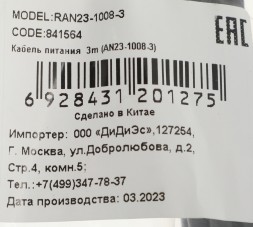 MODEL:RAN23-1008-3
CODE:841564
EAC
Кабель питания 3m (AN23-1008-3)
6 928431 201275
Сделано в Китае
Импортер: ООО «ДиДиЭс»,127254,
Г. Москва, ул.Добролюбова, д.2,
Стр.4, комн.5;
Тел.:+7(499)347-78-37
Дата производства: 03.2023